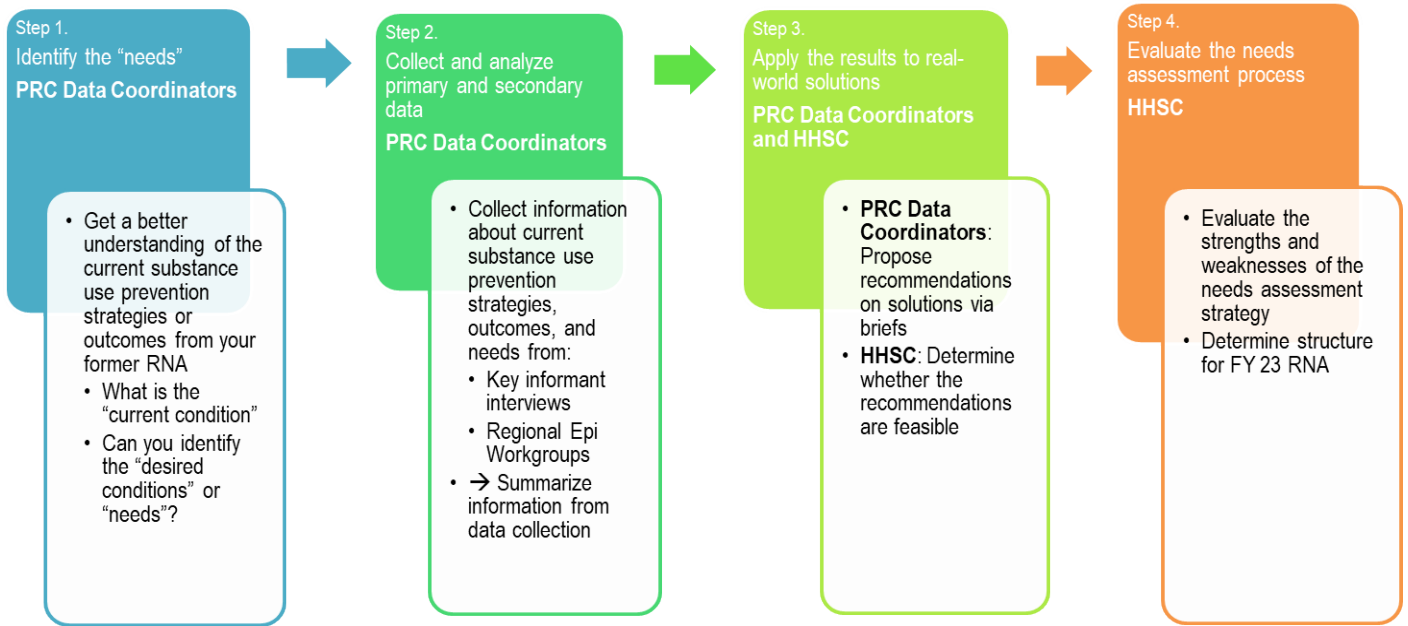 Step 1.
Identify the “needs”
PRC Data Coordinators
• Get a better
understanding of the
current substance
use prevention
strategies or
outcomes from your
former RNA
• What is the
“current condition”
• Can you identify
the “desired
conditions” or
“needs”?
Step 2.
Collect and analyze
primary and secondary
data
PRC Data Coordinators
• Collect information
about current
substance use
prevention
strategies,
outcomes, and
needs from:
• Key informant
interviews
• Regional Epi
Workgroups
• → Summarize
information from
data collection
Step 3.
Apply the results to real-
world solutions
PRC Data Coordinators
and HHSC
• PRC Data
Coordinators:
Propose
recommendations
on solutions via
briefs
• HHSC: Determine
whether the
recommendations
are feasible
Step 4.
Evaluate the needs
assessment process
HHSC
• Evaluate the
strengths and
weaknesses of the
needs assessment
strategy
• Determine structure
for FY 23 RNA